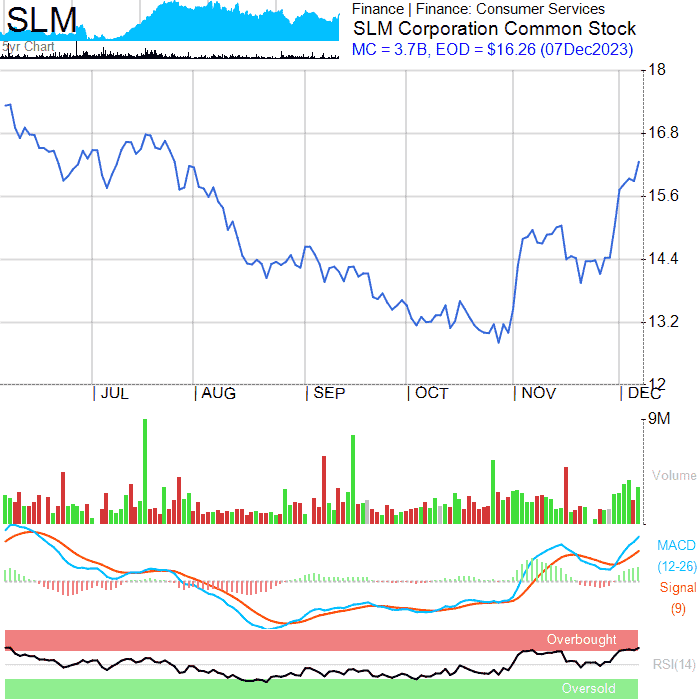 SLM
5yr Chart
Finance | Finance: Consumer Services
SLM Corporation Common Stock
MC = 3.7B, EOD = $16.26 (07Dec2023)
18
16.8
15.6
14.4
13.2
12
JUL AUG SEP OCT NOV DEC
9M
Volume
MACD
(12-26)
Signal
(9)
Overbought
RSI(14)
Oversold